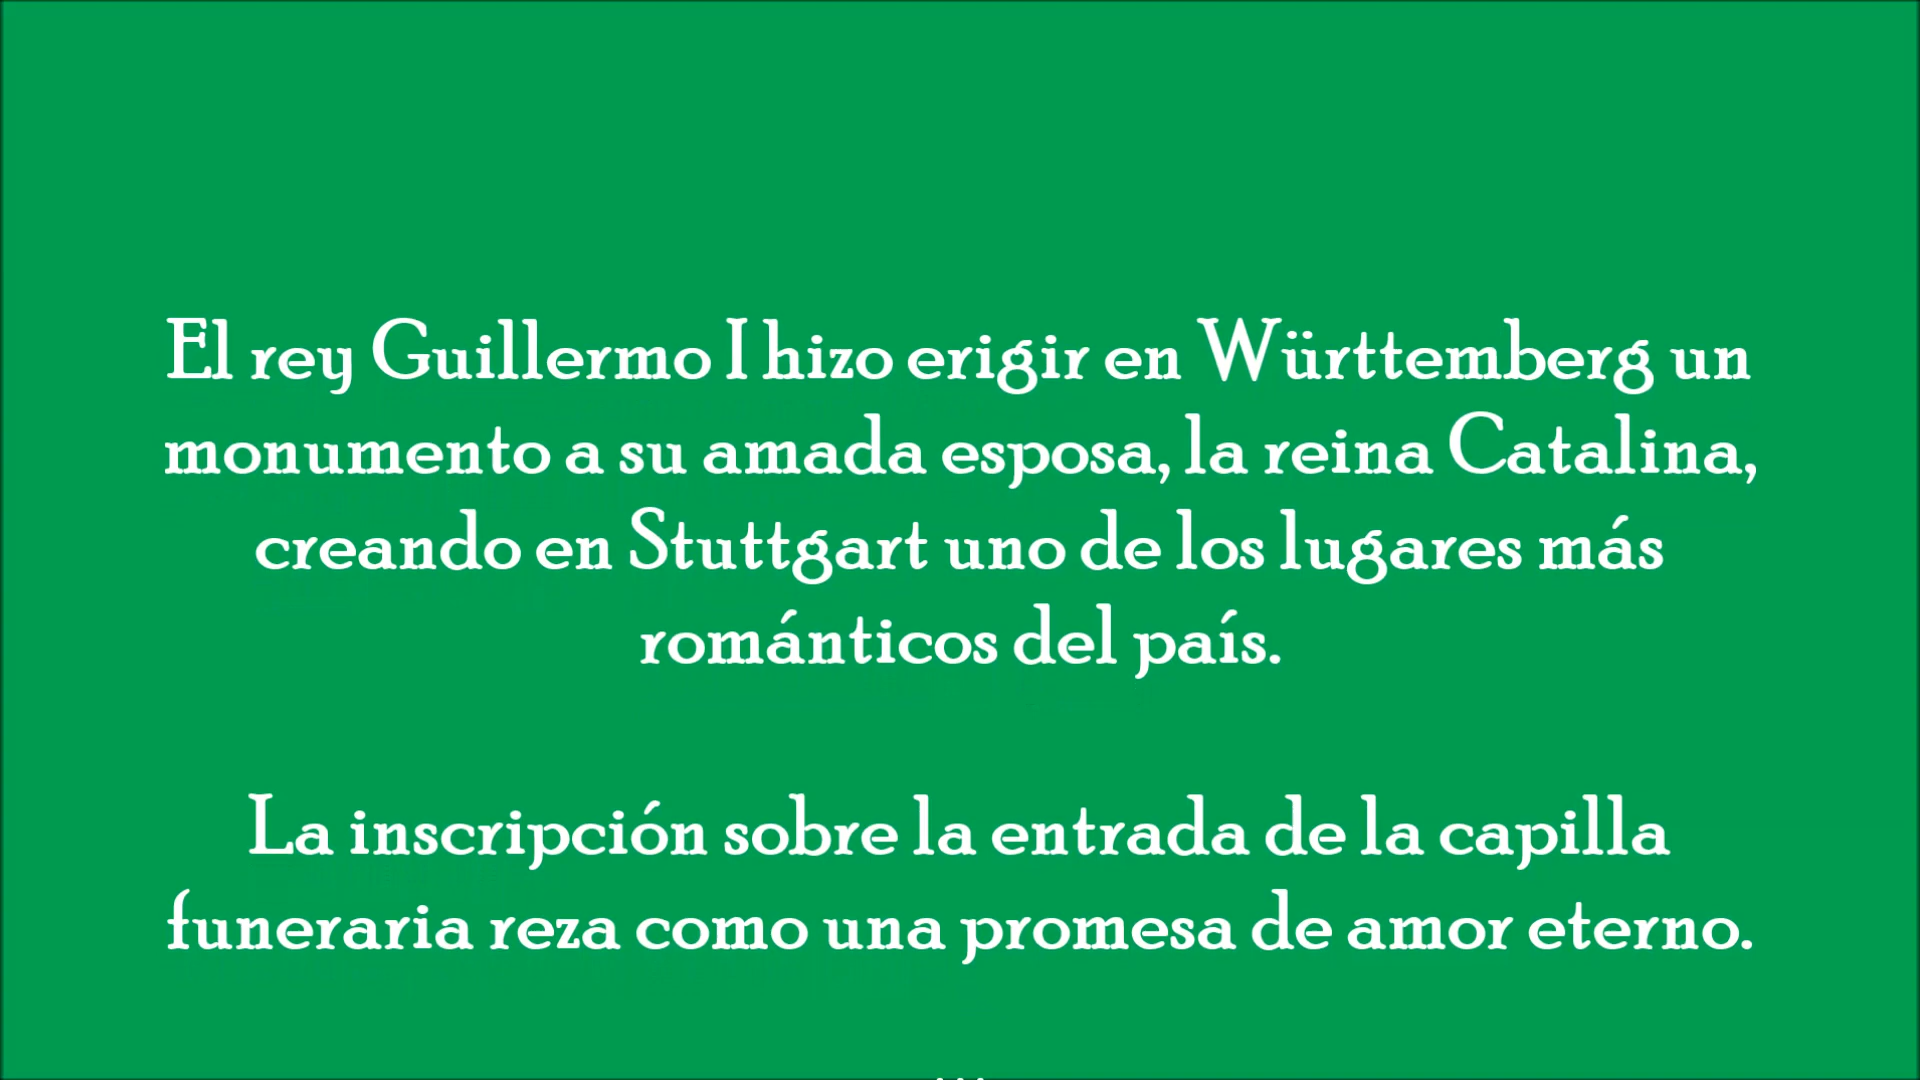 El rey Guillermo I hizo erigir en Württemberg un
monumento a su amada esposa, la reina Catalina,
creando en Stuttgart uno de los lugares más
románticos del país.
La inscripción sobre la entrada de la capilla
funeraria reza como una promesa de amor eterno.